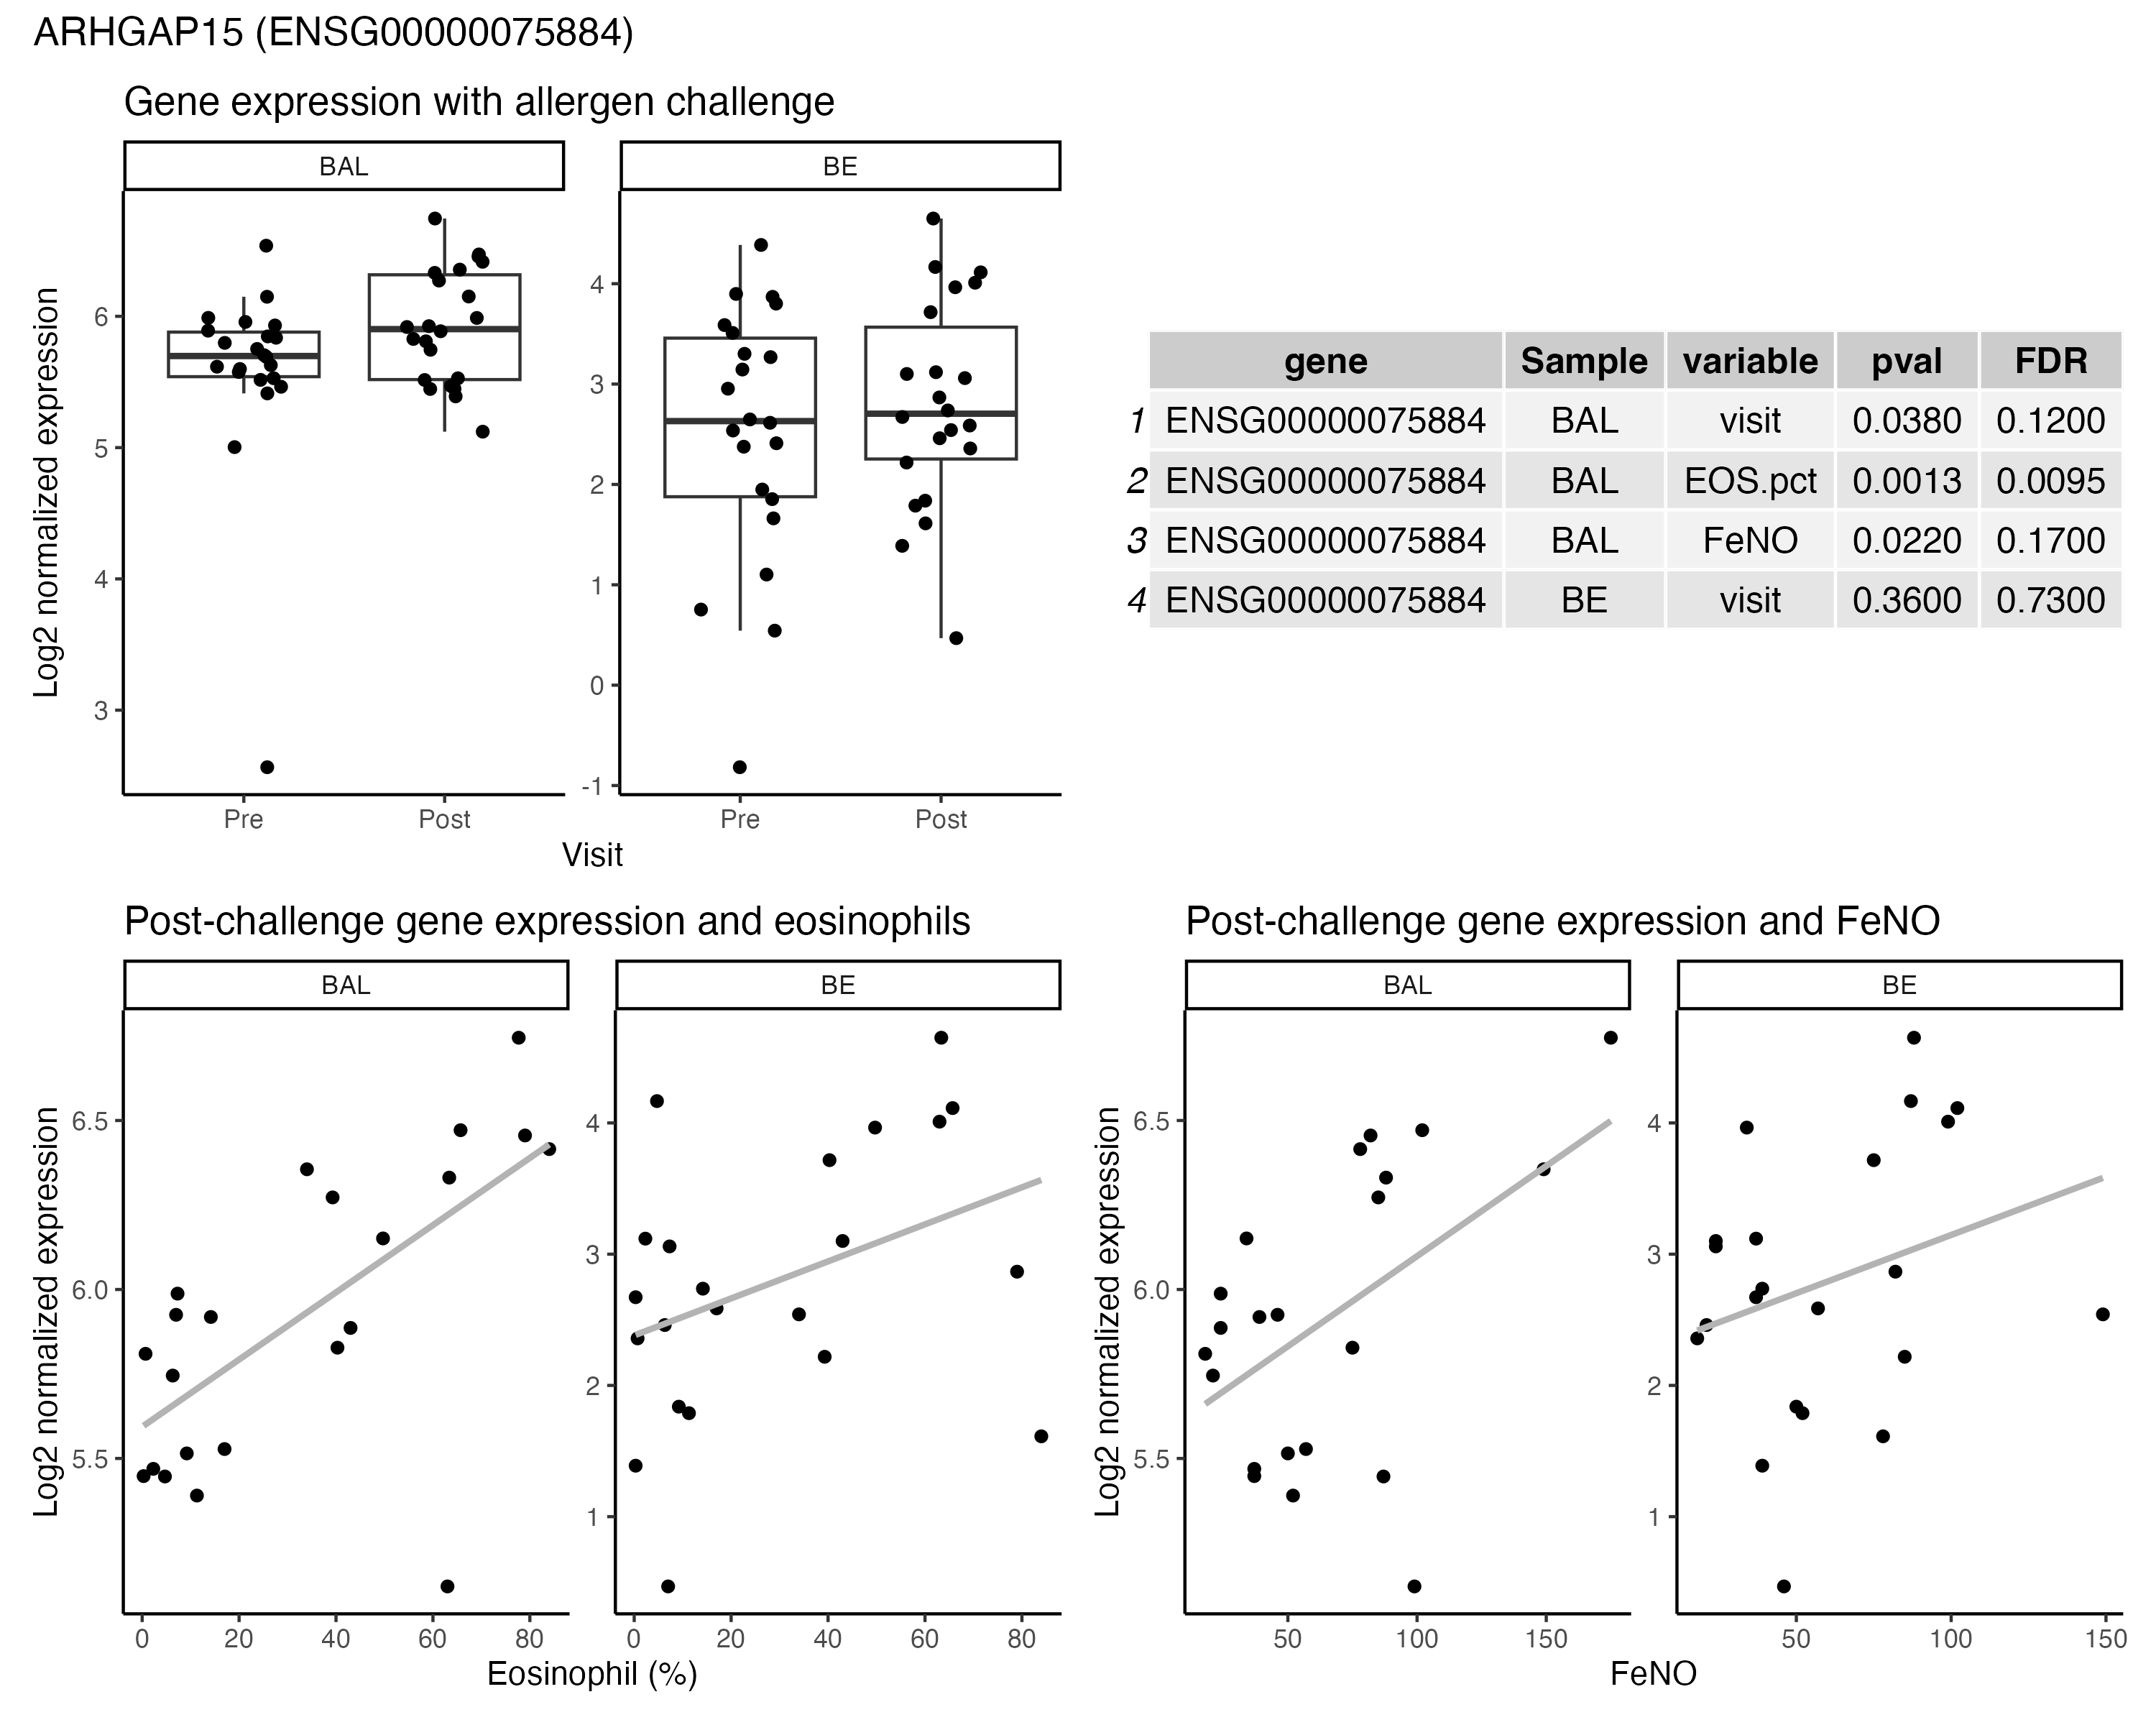 ARHGAP15 (ENSG00000075884)
Gene expression with allergen challenge
BAL
BE
Log2 normalized expression
6
5
4
3
4
3
2
1
0
-1
Pre
Post
Pre
Post
Visit
gene Sample variable pval FDR
1 ENSG00000075884 BAL visit 0.0380 0.1200
2 ENSG00000075884 BAL EOS.pct 0.0013 0.0095
3 ENSG00000075884 BAL FeNO 0.0220 0.1700
4 ENSG00000075884 BE visit 0.3600 0.7300
Post-challenge gene expression and eosinophils
BAL
BE
Log2 normalized expression
6.5
6.0
5.5
4
3
2
1
0 20 40 60 80
0 20 40 60 80
Eosinophil (%)
Post-challenge gene expression and FeNO
BAL
BE
Log2 normalized expression
6.5
6.0
5.5
4
3
2
1
50 100 150
50 100 150
FeNO